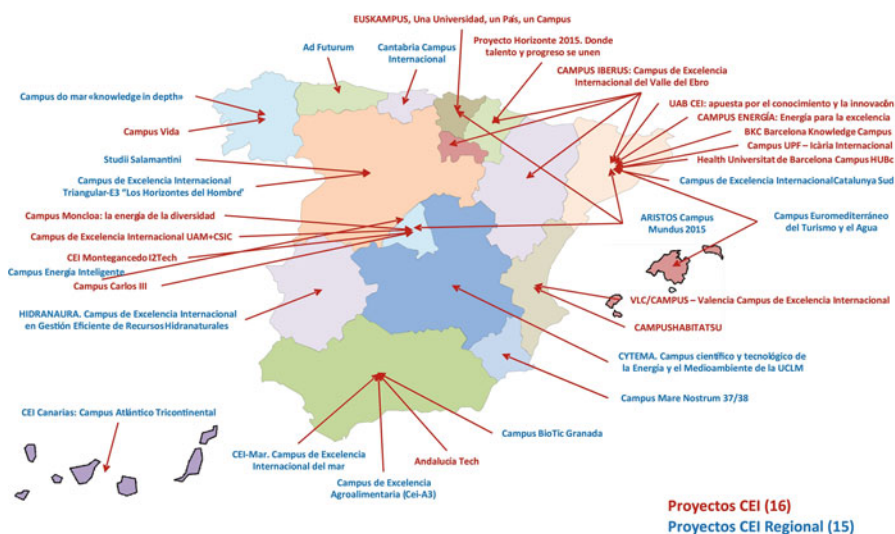 EUSKAMPUS, Una Universidad, un País, un Campus
Ad Futurum
Cantabria Campus
Internacional
Proyecto Horizonte 2015. Donde
talento y progreso se unen
CAMPUS IBERUS: Campus de Excelencia
Internacional del Valle del Ebro
Campus do mar «knowledge in depth»
UAB CEI: apuesta por el conocimiento y la innovacón
CAMPUS ENERGÍA: Energía para la excelencia
Campus Vida
BKC Barcelona Knowledge Campus
Campus UPF – Icària International
Studii Salamantini
Health Universitat de Barcelona Campus HUBc
Campus de Excelencia Internacional
Triangular-E3 "Los Horizontes del Hombre"
Campus de Excelencia InternacionalCatalunya Sud
Campus Moncloa: la energía de la diversidad
ARISTOS Campus
Mundus 2015
Campus Euromediterráneo
del Turismo y el Agua
Campus de Excelencia Internacional UAM+CSIC
CEI Montegancedo I2Tech
Campus Energía Inteligente
Campus Carlos III
VLC/CAMPUS – Valencia Campus de Excelencia Internacional
HIDRANAURA. Campus de Excelencia Internacional
en Gestión Eficiente de Recursos Hidranaturales
CAMPUSHABITATSU
CYTEMA. Campus científico y tecnológico de
la Energía y el Medioambiente de la UCLM
Campus Mare Nostrum 37/38
CEI Canarias: Campus Atlántico Tricontinental
Campus BioTic Granada
CEI-Mar. Campus de Excelencia
Internacional del mar
Andalucía Tech
Campus de Excelencia
Agroalimentaria (Cei-A3)
Proyectos CEI (16)
Proyectos CEI Regional (15)